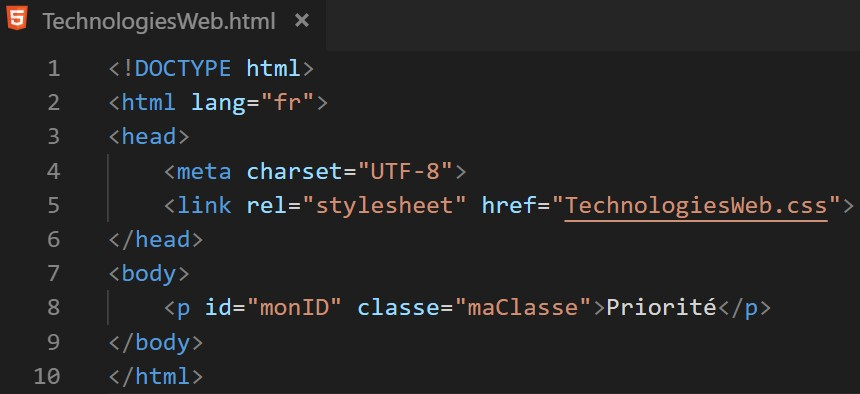 TechnologiesWeb.html ×
1 <!DOCTYPE html>
2 <html lang="fr">
3 <head>
4     <meta charset="UTF-8">
5     <link rel="stylesheet" href="TechnologiesWeb.css">
6 </head>
7 <body>
8     <p id="monID" classe="maClasse">Priorité</p>
9 </body>
10 </html>